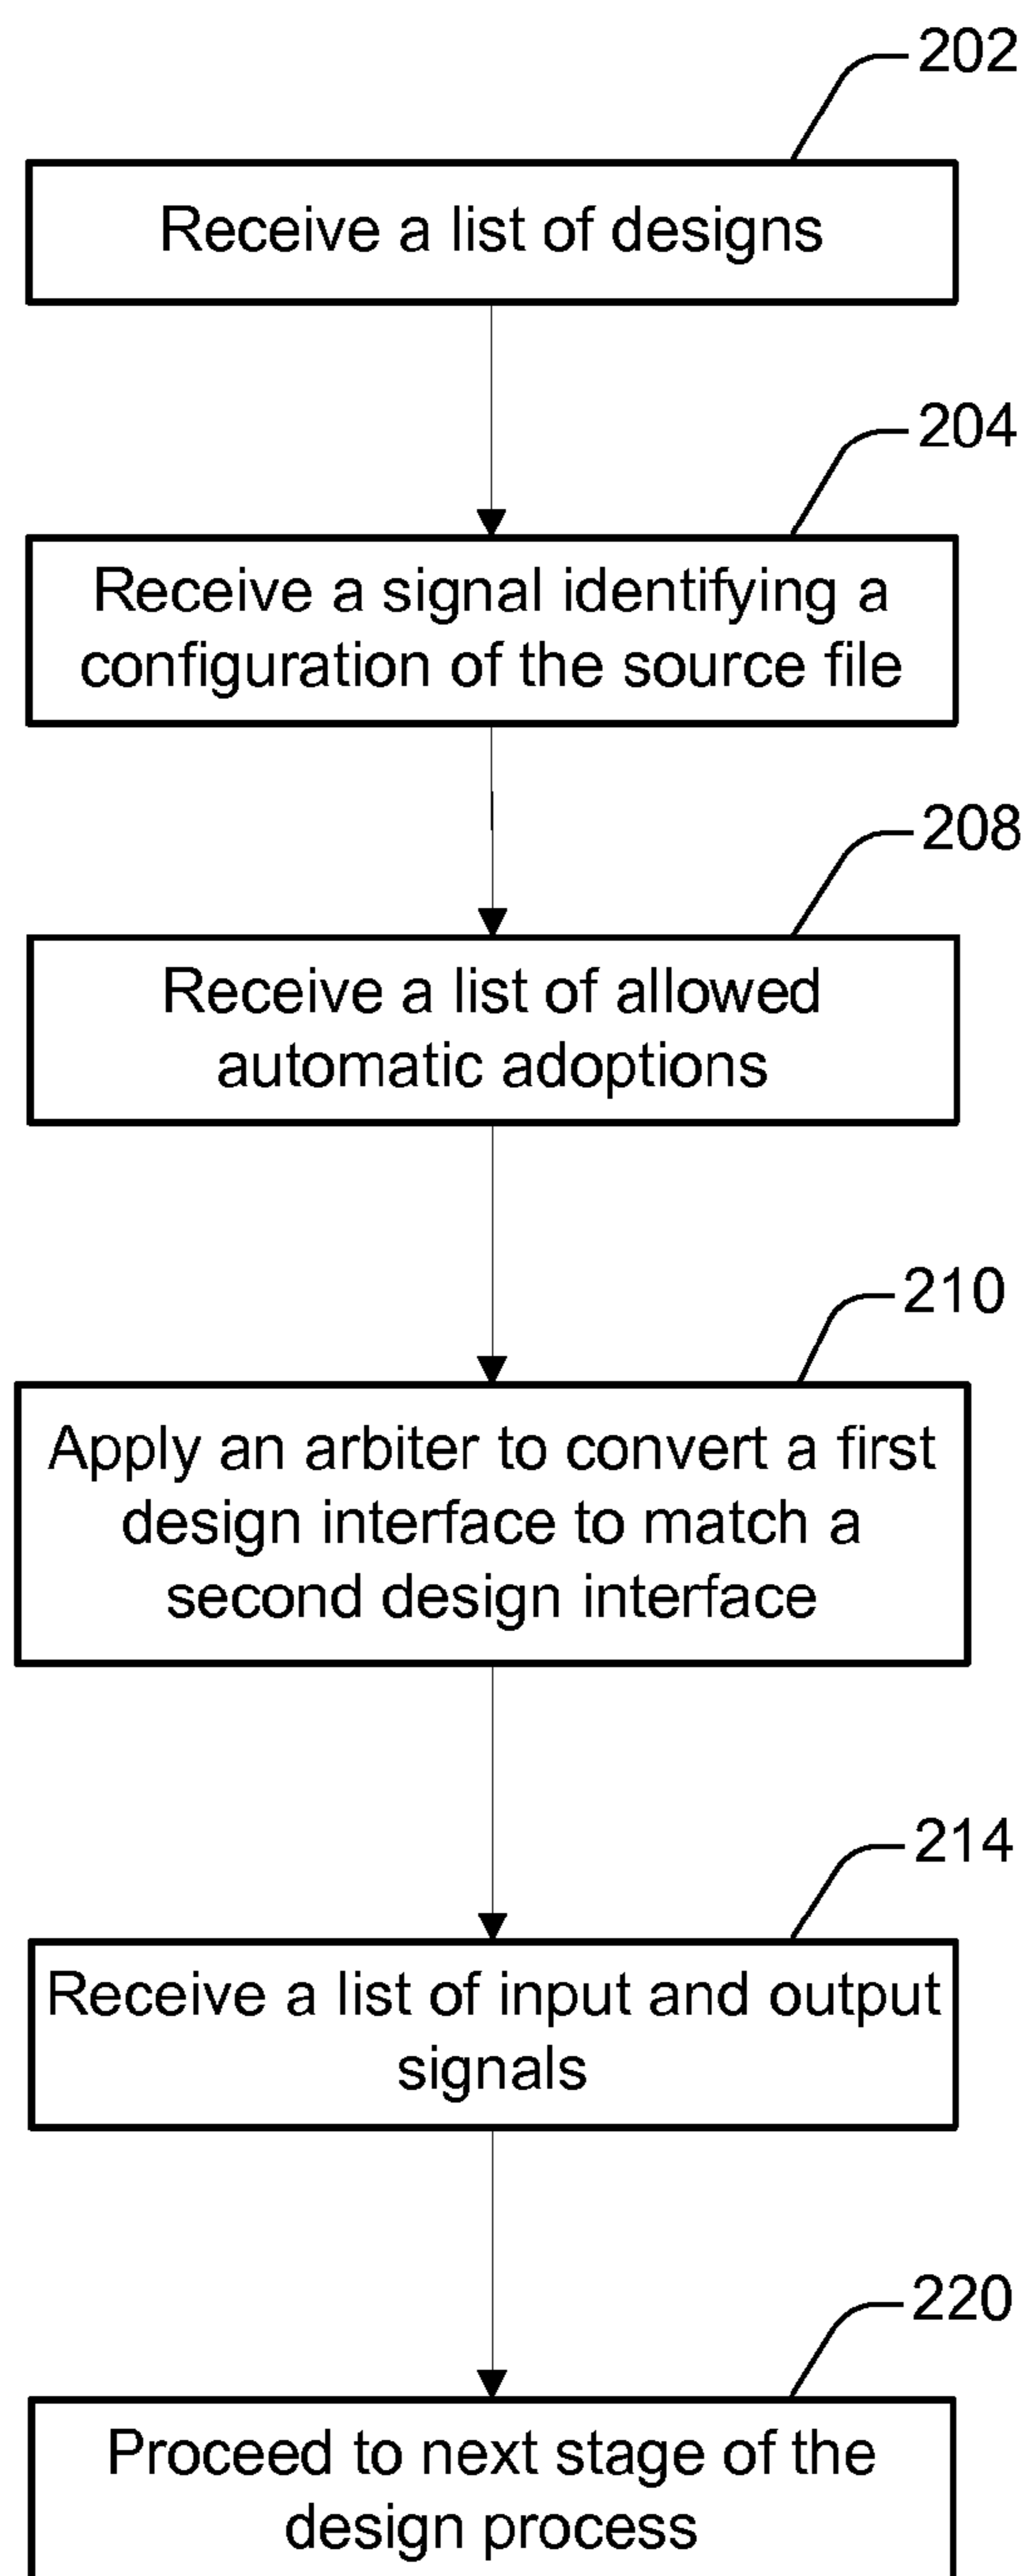 202
Receive a list of designs
204
Receive a signal identifying a
configuration of the source file
208
Receive a list of allowed
automatic adoptions
210
Apply an arbiter to convert a first
design interface to match a
second design interface
214
Receive a list of input and output
signals
220
Proceed to next stage of the
design process